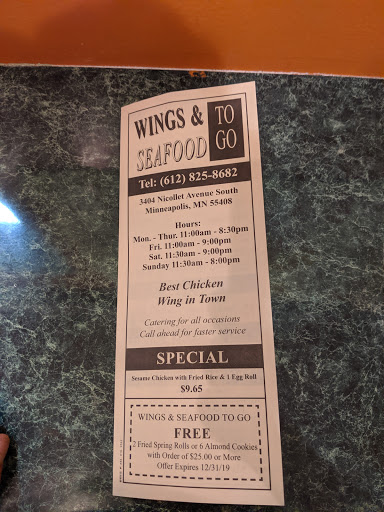 WINGS &
SEAFOOD
TO
GO
Tel: (612) 825-8682
3404 Nicollet Avenue South
Minneapolis, MN 55408
Hours:
Mon. - Thur. 11:00am - 8:30pm
Fri. 11:00am - 9:00pm
Sat. 11:30am - 9:00pm
Sunday 11:30am - 8:00pm
Best Chicken
Wing in Town
Catering for all occasions
Call ahead for faster service
SPECIAL
Sesame Chicken with Fried Rice & 1 Egg Roll
$9.65
WINGS & SEAFOOD TO GO
FREE
2 Fried Spring Rolls or 6 Almond Cookies
with Order of $25.00 or More
Offer Expires 12/31/19